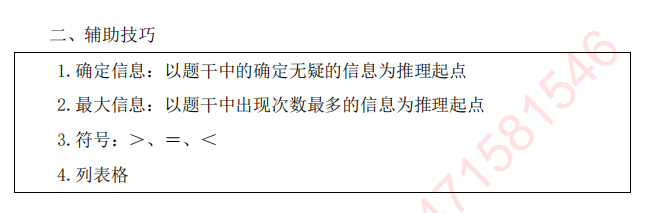 二、辅助技巧
1.确定信息：以题干中的确定无疑的信息为推理起点
2.最大信息：以题干中出现次数最多的信息为推理起点
3.符号：＞、＝、＜
4.列表格
471581546